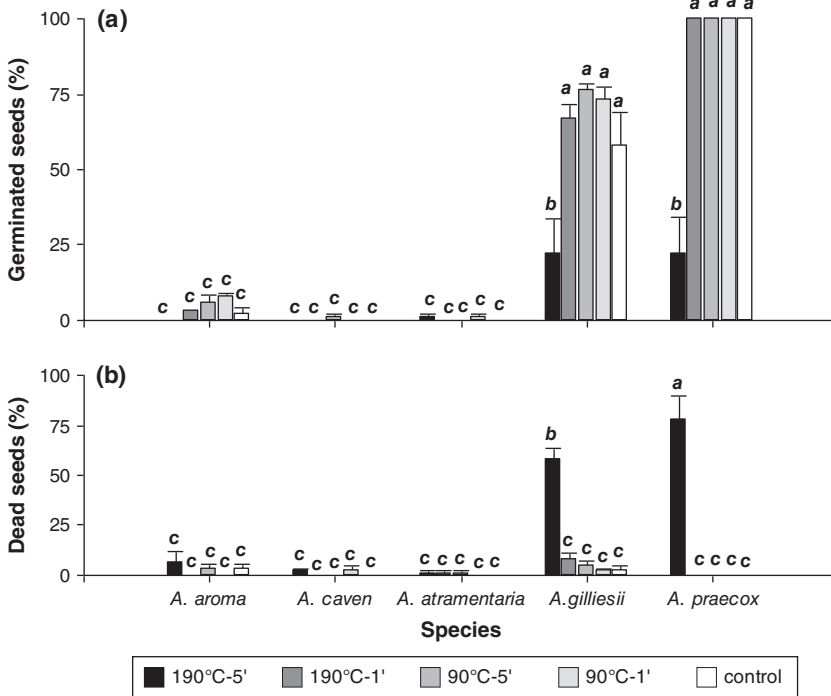 (a)
Germinated seeds (%)
100
75
50
25
0
c c c c c
c c c c c
c c c c c
b a a a a
b a a a a
(b)
Dead seeds (%)
100
75
50
25
0
c c c c c
c c c c c
c c c c c
b c c c c
a c c c c
A. aroma A. caven A. atramentaria A.gilliesii A. praecox
Species
190°C-5' 190°C-1' 90°C-5' 90°C-1' control